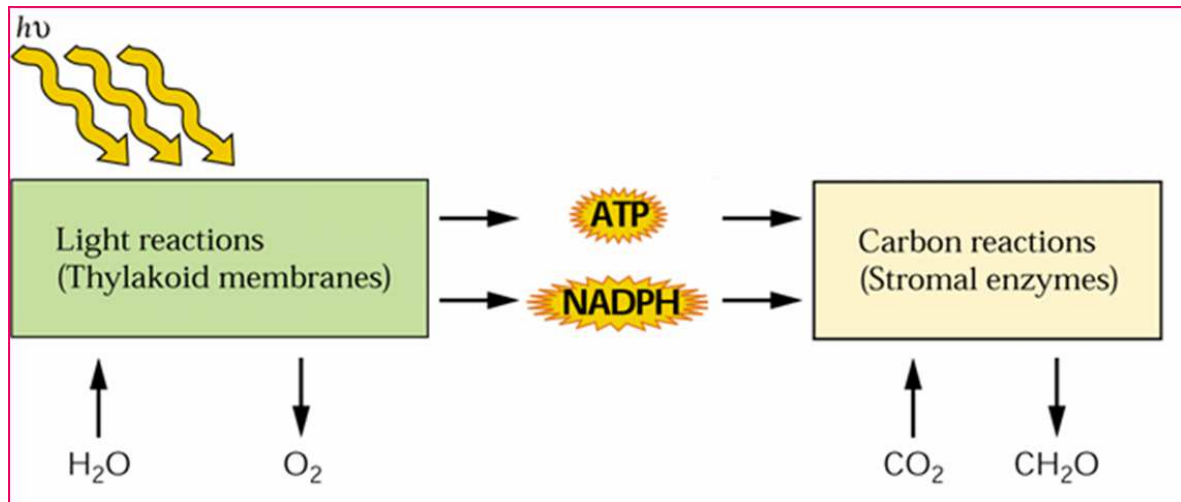 hυ
Light reactions
(Thylakoid membranes)
ATP
NADPH
Carbon reactions
(Stromal enzymes)
H₂O
O₂
CO₂
CH₂O